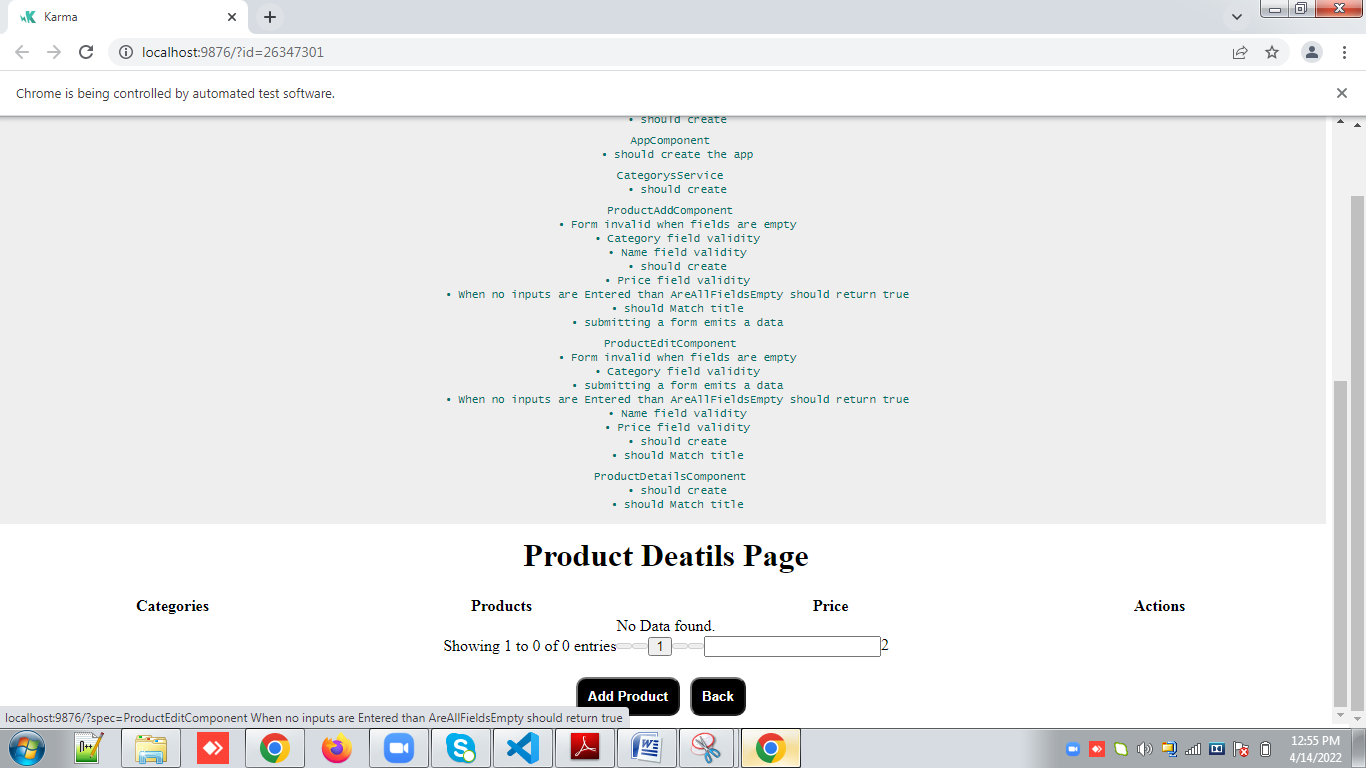 Karma
localhost:9876/?id=26347301
Chrome is being controlled by automated test software.
• should create
AppComponent
• should create the app
CategorysService
• should create
ProductAddComponent
• Form invalid when fields are empty
• Category field validity
• Name field validity
• should create
• Price field validity
• When no inputs are Entered than AreAllFieldsEmpty should return true
• should Match title
• submitting a form emits a data
ProductEditComponent
• Form invalid when fields are empty
• Category field validity
• submitting a form emits a data
• When no inputs are Entered than AreAllFieldsEmpty should return true
• Name field validity
• Price field validity
• should create
• should Match title
ProductDetailsComponent
• should create
• should Match title
Product Deatils Page
Categories Products Price Actions
No Data found.
Showing 1 to 0 of 0 entries 1 2
Add Product Back
localhost:9876/?spec=ProductEditComponent When no inputs are Entered than AreAllFieldsEmpty should return true
12:55 PM
4/14/2022